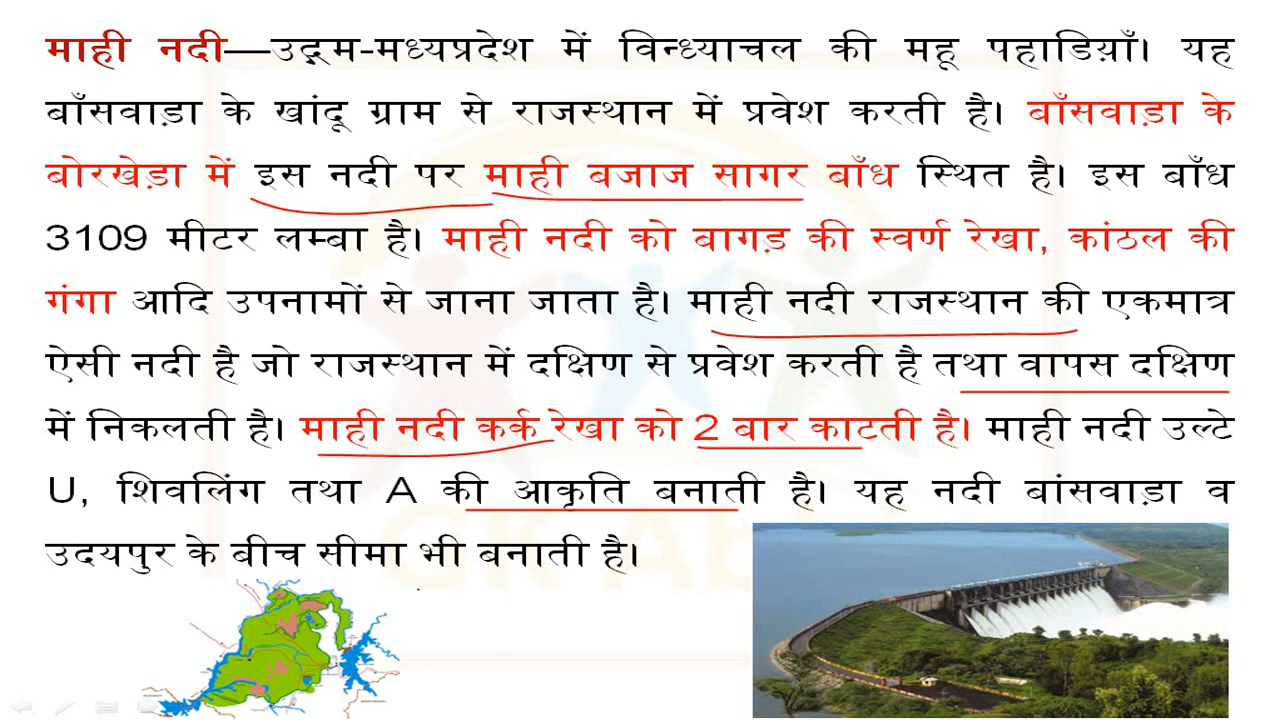 माही नदी—उद्गम-मध्यप्रदेश में विन्ध्याचल की महू पहाडिय़ाँ। यह
बाँसवाड़ा के खांदू ग्राम से राजस्थान में प्रवेश करती है। बाँसवाड़ा के
बोरखेड़ा में इस नदी पर माही बजाज सागर बाँध स्थित है। इस बाँध
3109 मीटर लम्बा है। माही नदी को बागड़ की स्वर्ण रेखा, कांठल की
गंगा आदि उपनामों से जाना जाता है। माही नदी राजस्थान की एकमात्र
ऐसी नदी है जो राजस्थान में दक्षिण से प्रवेश करती है तथा वापस दक्षिण
में निकलती है। माही नदी कर्क रेखा को 2 बार काटती है। माही नदी उल्टे
U, शिवलिंग तथा A की आकृति बनाती है। यह नदी बांसवाड़ा व
उदयपुर के बीच सीमा भी बनाती है।